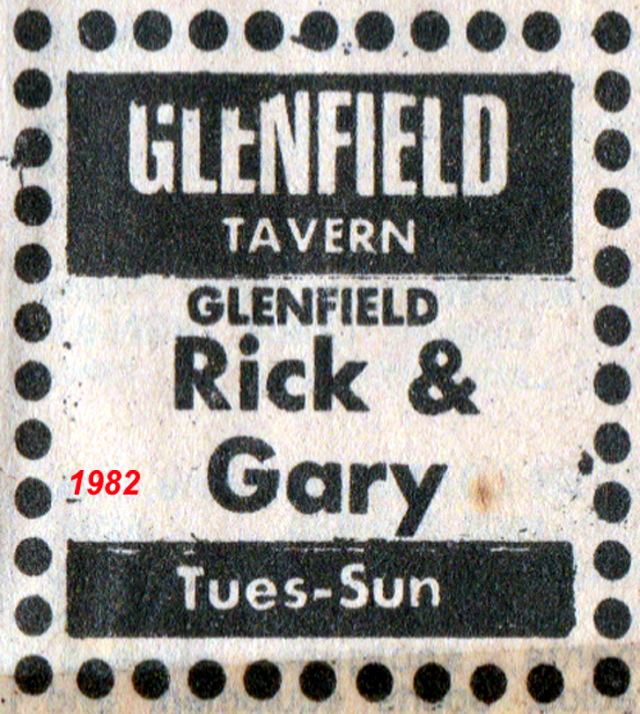 GLENFIELD
TAVERN
GLENFIELD
Rick &
Gary
1982
Tues-Sun